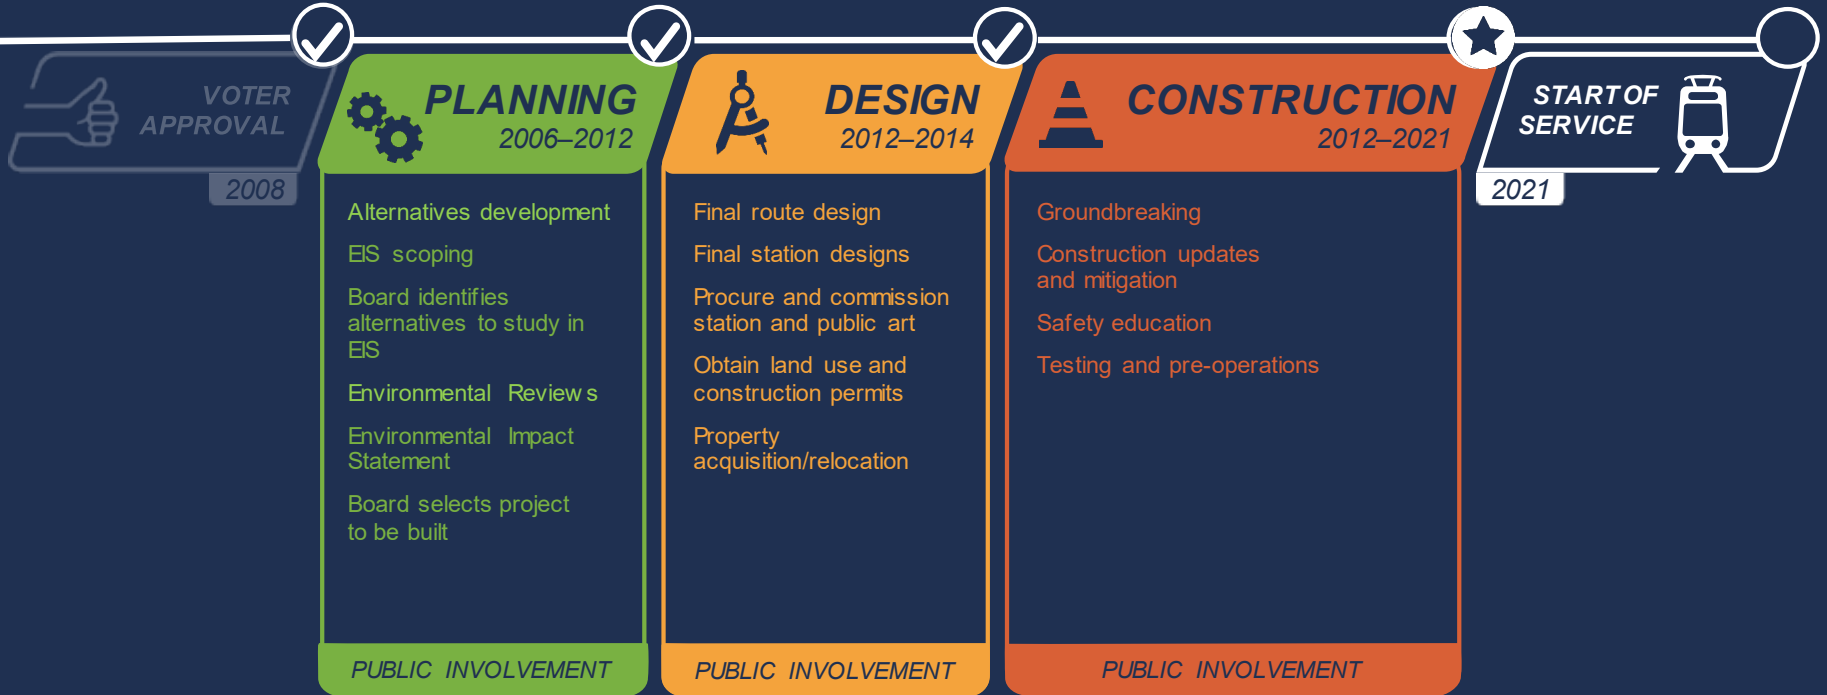 VOTER
APPROVAL
2008
PLANNING
2006–2012
Alternatives development
EIS scoping
Board identifies
alternatives to study in
EIS
Environmental Reviews
Environmental Impact
Statement
Board selects project
to be built
PUBLIC INVOLVEMENT
DESIGN
2012–2014
Final route design
Final station designs
Procure and commission
station and public art
Obtain land use and
construction permits
Property
acquisition/relocation
PUBLIC INVOLVEMENT
CONSTRUCTION
2012–2021
Groundbreaking
Construction updates
and mitigation
Safety education
Testing and pre-operations
PUBLIC INVOLVEMENT
START OF
SERVICE
2021